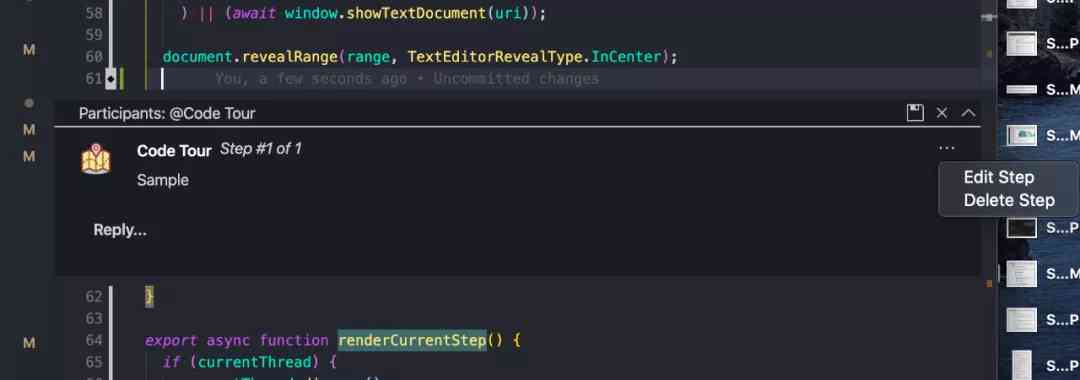 58 ) || (await window.showTextDocument(uri));
59
60 document.revealRange(range, TextEditorRevealType.InCenter);
M
61 You, a few seconds ago • Uncommitted changes
S...P
S...M
Participants: @Code Tour
M
S...M
Code Tour Step #1 of 1
...
M
Sample
Edit Step
Delete Step
Reply...
S...P
S...M
62 }
63
S...P
64 export async function renderCurrentStep() {
M
65 if (currentThread) {
S...P